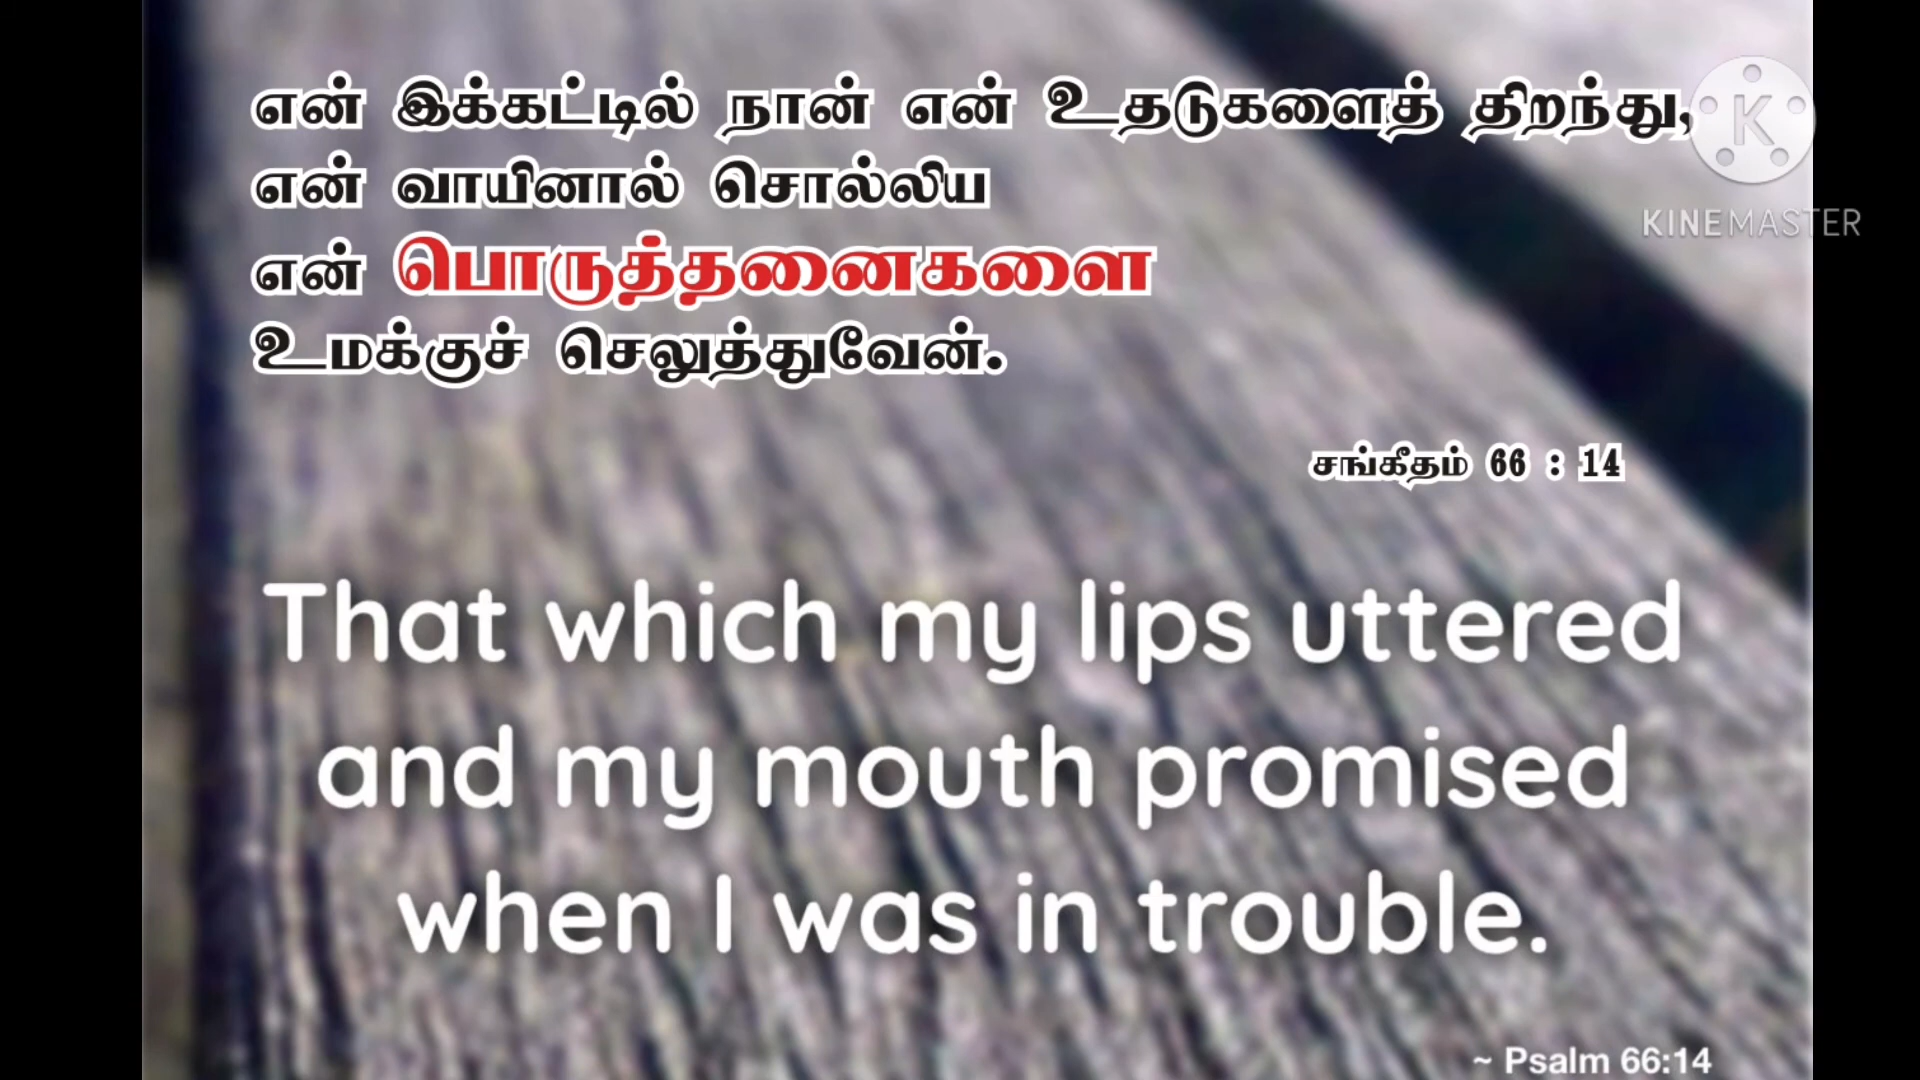 என் இக்கட்டில் நான் என் உதடுகளைத் திறந்து,
என் வாயினால் சொல்லிய
என் பொருத்தனைகளை
உமக்குச் செலுத்துவேன்.
சங்கீதம் 66 : 14
K
KINEMASTER
That which my lips uttered
and my mouth promised
when I was in trouble.
~ Psalm 66:14